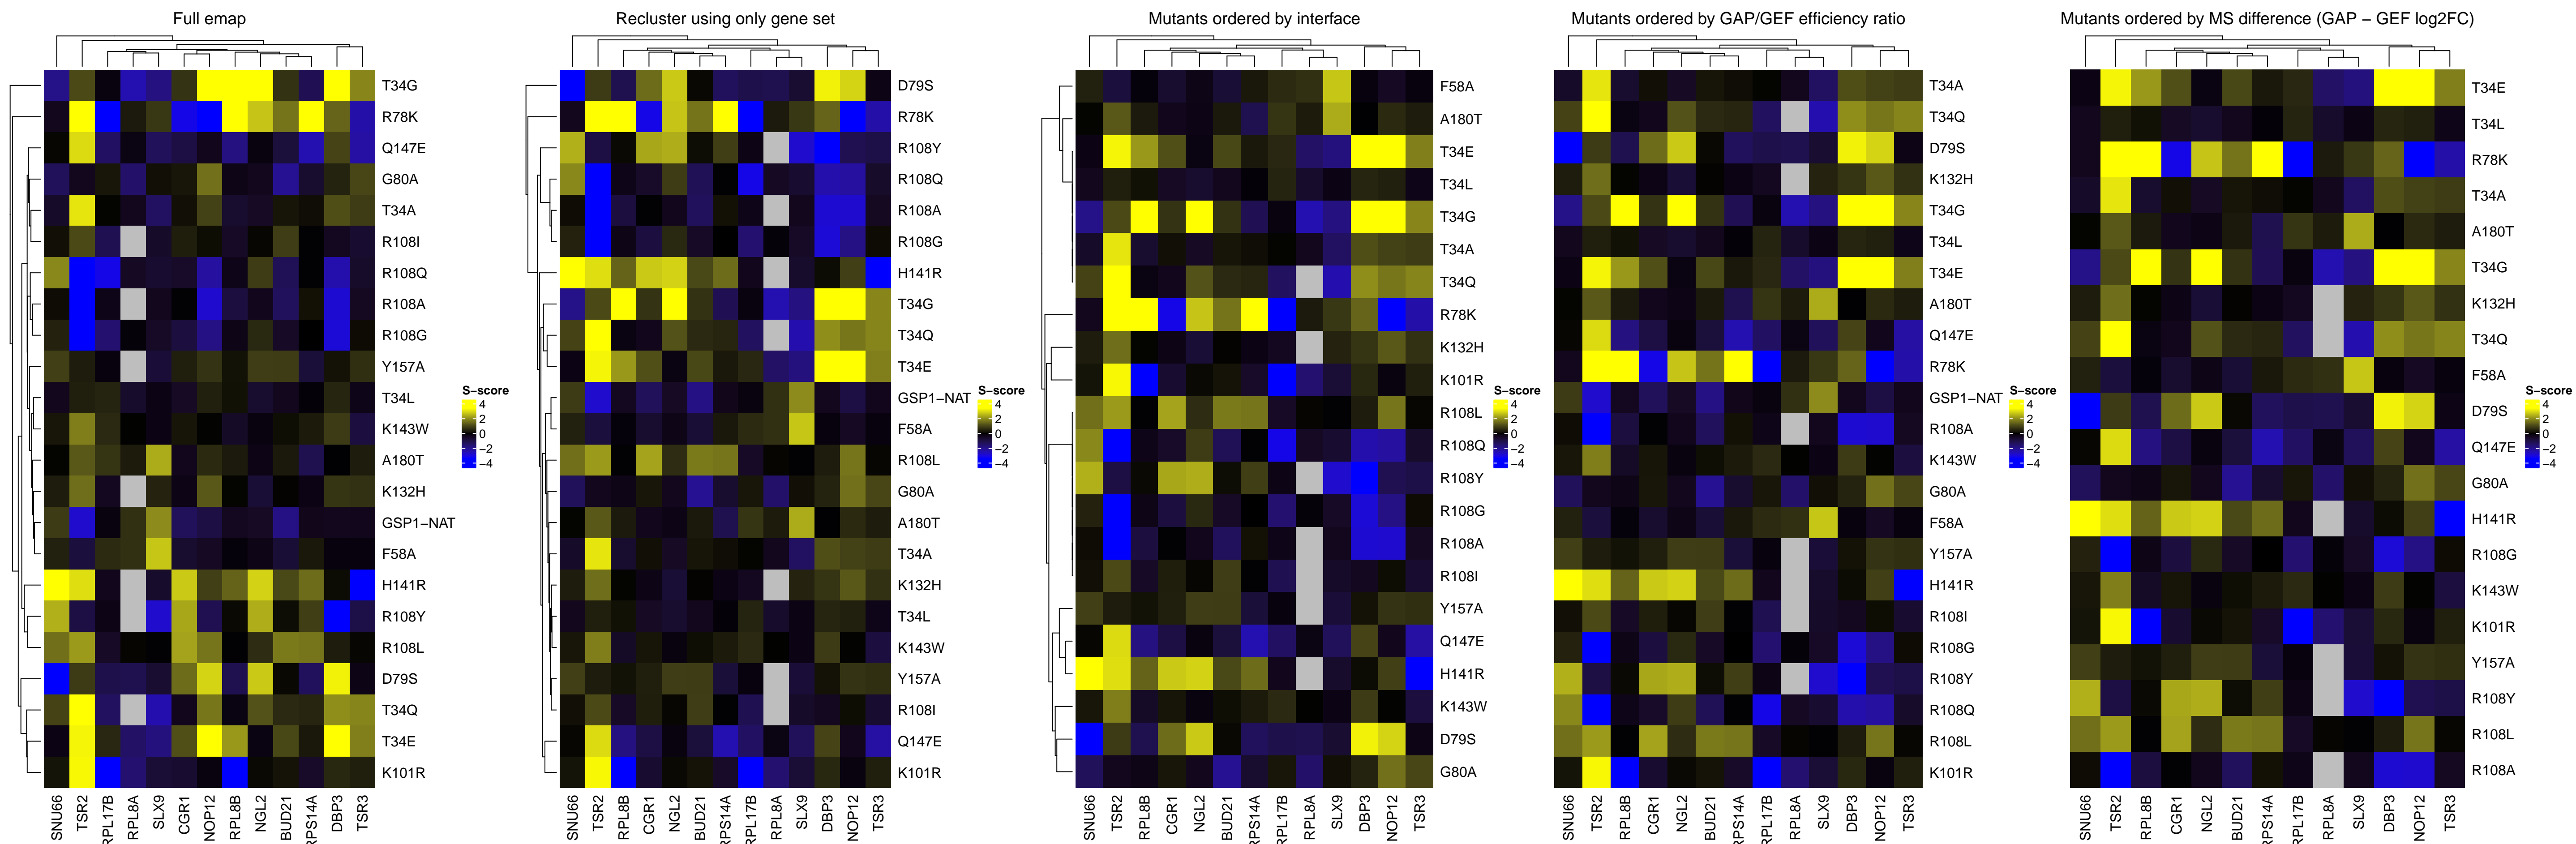 Full emap
T34G
R78K
Q147E
G80A
T34A
R108I
R108Q
R108A
R108G
Y157A
T34L
K143W
A180T
K132H
GSP1−NAT
F58A
H141R
R108Y
R108L
D79S
T34Q
T34E
K101R
SNU66
TSR2
RPL17B
RPL8A
SLX9
CGR1
NOP12
RPL8B
NGL2
BUD21
RPS14A
DBP3
TSR3
S−score
4
2
0
−2
−4
Recluster using only gene set
D79S
R78K
R108Y
R108Q
R108A
R108G
H141R
T34G
T34Q
T34E
GSP1−NAT
F58A
R108L
G80A
A180T
T34A
K132H
T34L
K143W
Y157A
R108I
Q147E
K101R
SNU66
TSR2
RPL8B
CGR1
NGL2
BUD21
RPS14A
RPL17B
RPL8A
SLX9
DBP3
NOP12
TSR3
S−score
4
2
0
−2
−4
Mutants ordered by interface
F58A
A180T
T34E
T34L
T34G
T34A
T34Q
R78K
K132H
K101R
R108L
R108Q
R108Y
R108G
R108A
R108I
Y157A
Q147E
H141R
K143W
D79S
G80A
SNU66
TSR2
RPL8B
CGR1
NGL2
BUD21
RPS14A
RPL17B
RPL8A
SLX9
DBP3
NOP12
TSR3
S−score
4
2
0
−2
−4
Mutants ordered by GAP/GEF efficiency ratio
T34A
T34Q
D79S
K132H
T34G
T34L
T34E
A180T
Q147E
R78K
GSP1−NAT
R108A
K143W
G80A
F58A
Y157A
H141R
R108I
R108G
R108Y
R108Q
R108L
K101R
SNU66
TSR2
RPL8B
CGR1
NGL2
BUD21
RPS14A
RPL17B
RPL8A
SLX9
DBP3
NOP12
TSR3
S−score
4
2
0
−2
−4
Mutants ordered by MS difference (GAP − GEF log2FC)
T34E
T34L
R78K
T34A
A180T
T34G
K132H
T34Q
F58A
D79S
Q147E
G80A
H141R
R108G
K143W
K101R
Y157A
R108Y
R108L
R108A
SNU66
TSR2
RPL8B
CGR1
NGL2
BUD21
RPS14A
RPL17B
RPL8A
SLX9
DBP3
NOP12
TSR3
S−score
4
2
0
−2
−4